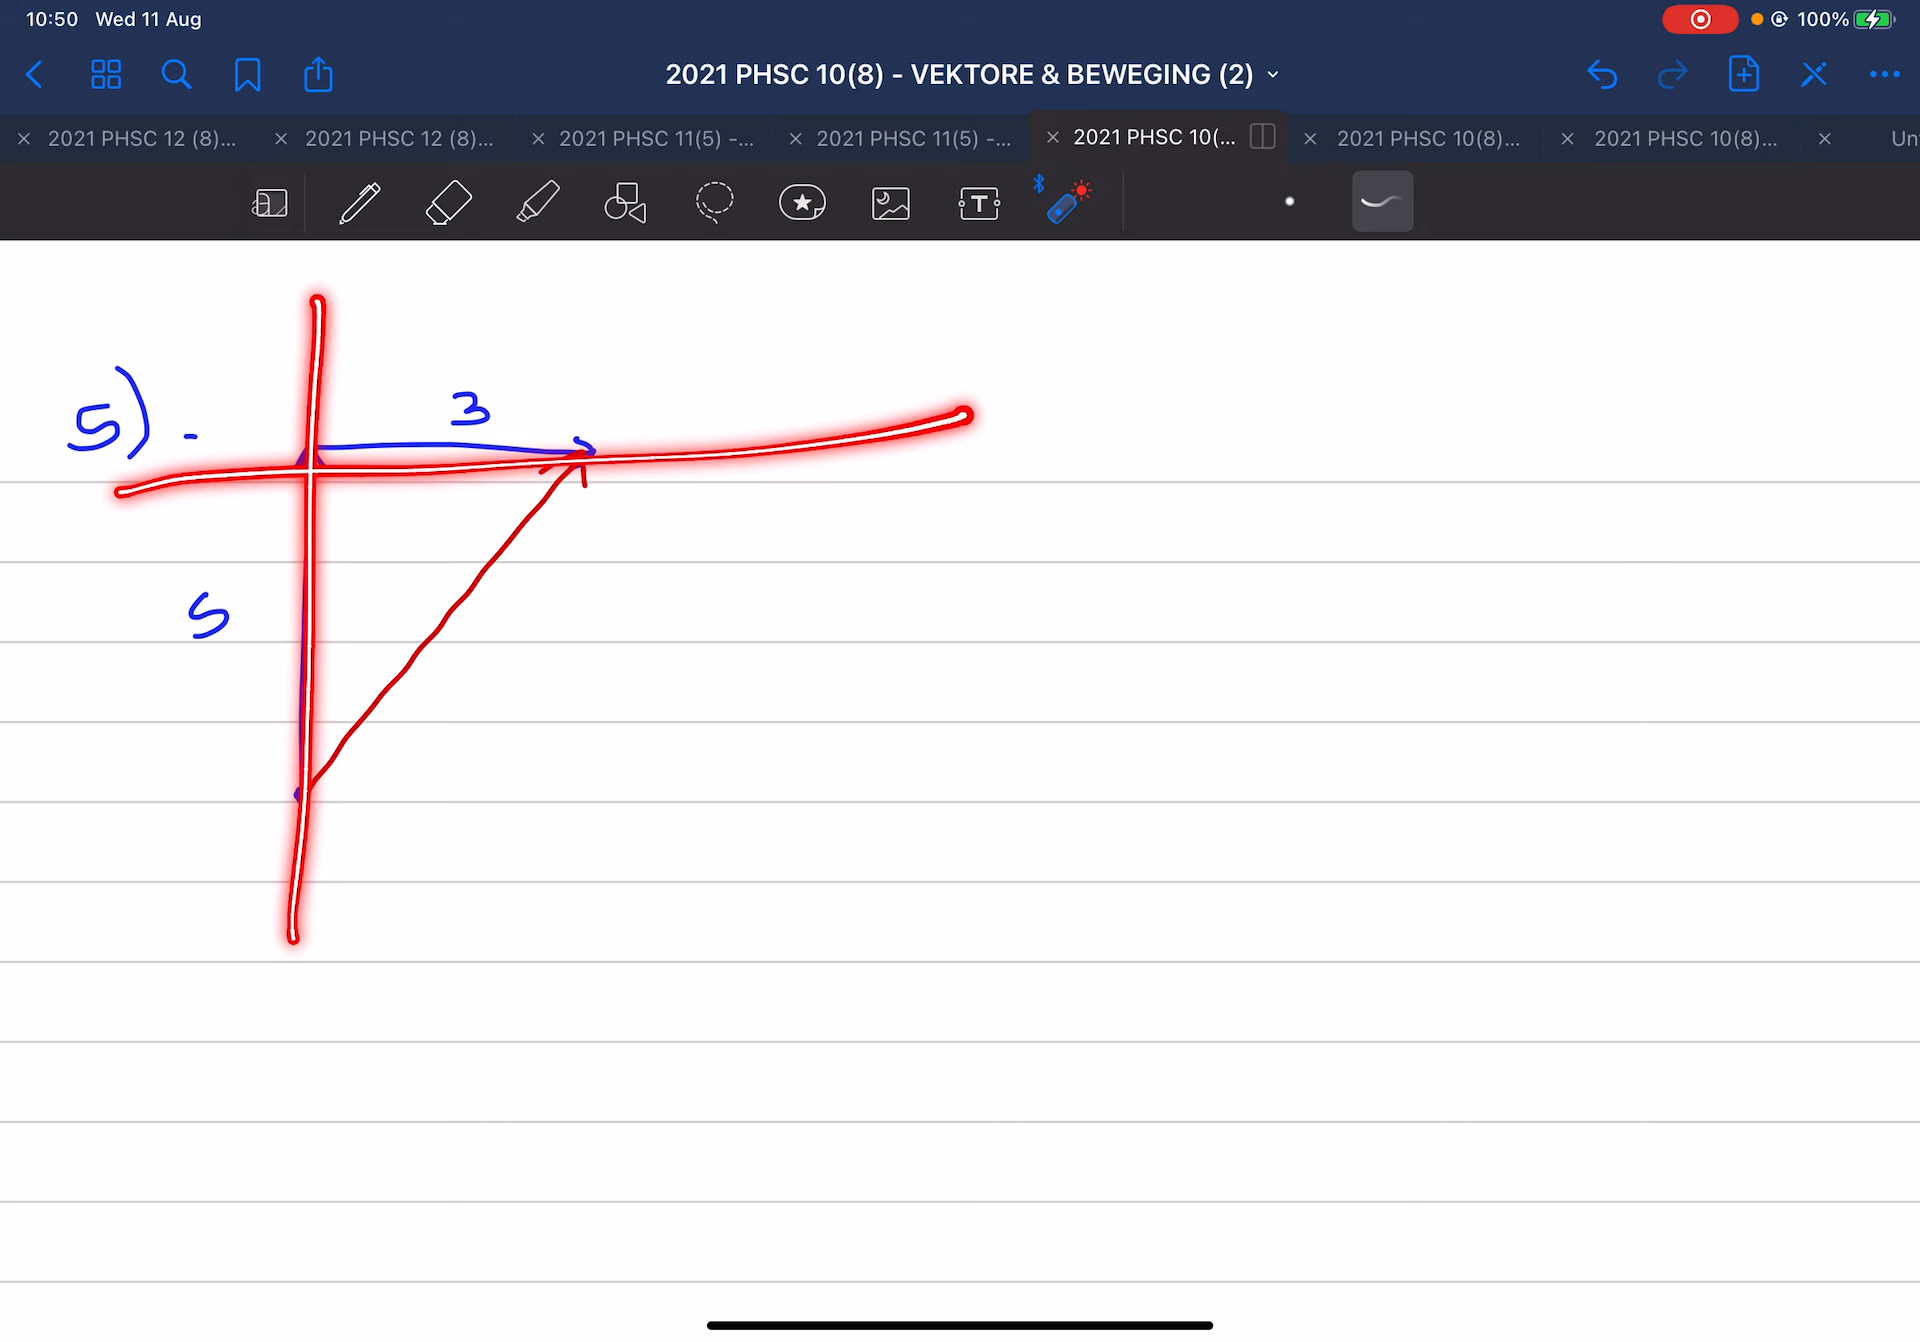 10:50 Wed 11 Aug 100%
2021 PHSC 10(8) - VEKTORE & BEWEGING (2)
2021 PHSC 12 (8)... 2021 PHSC 12 (8)... 2021 PHSC 11(5) -... 2021 PHSC 11(5) -... 2021 PHSC 10(... 2021 PHSC 10(8)... 2021 PHSC 10(8)... Un
T
3
5) -
5